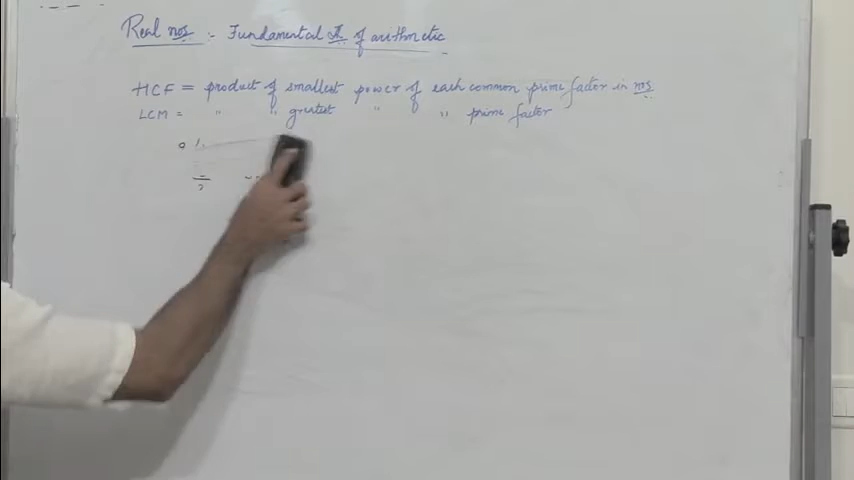 Real nos :- Fundamental Th of arithmetic
HCF = product of smallest power of each common prime factor in nos
LCM = " " greatest " " prime factor